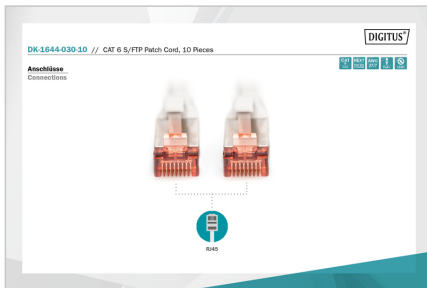 DIGITUS®
DK-1644-030-10 // CAT 6 S/FTP Patch Cord, 10 Pieces
Anschlüsse
Connections
RJ45